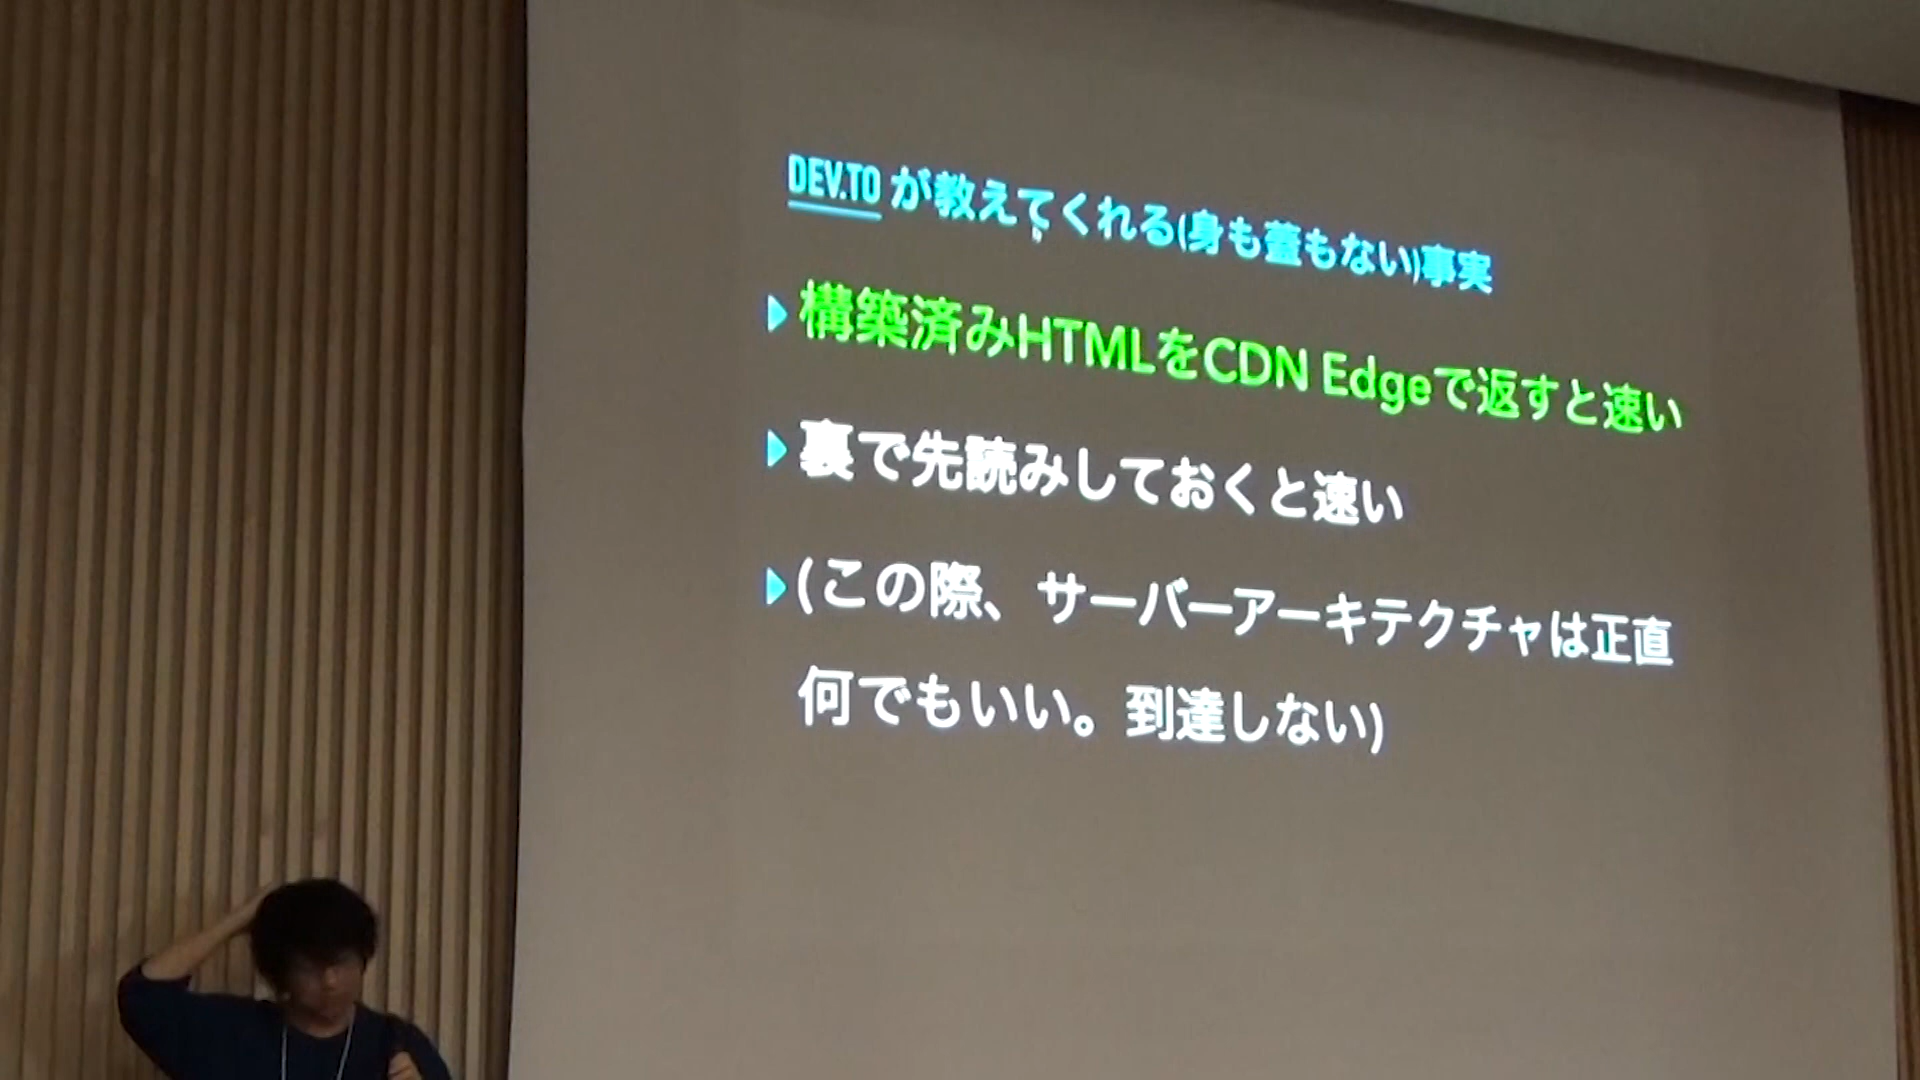 DEV.TO が教えてくれる(身も蓋もない)事実
構築済みHTMLをCDN Edgeで返すと速い
裏で先読みしておくと速い
(この際、サーバーアーキテクチャは正直
何でもいい。到達しない)